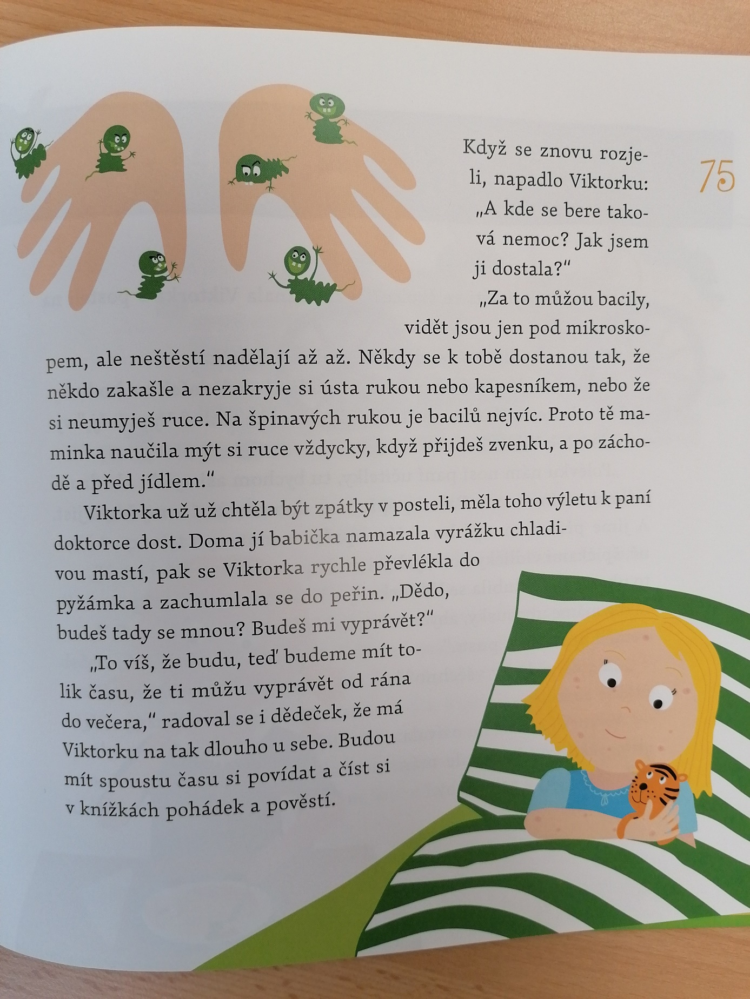 Když se znovu rozje-
75
li, napadlo Viktorku:
„A kde se bere tako-
vá nemoc? Jak jsem
ji dostala?“
„Za to můžou bacily,
vidět jsou jen pod mikrosko-
pem, ale neštěstí nadělají až až. Někdy se k tobě dostanou tak, že
někdo zakašle a nezakryje si ústa rukou nebo kapesníkem, nebo že
si neumyješ ruce. Na špinavých rukou je bacilů nejvíc. Proto tě ma-
minka naučila mýt si ruce vždycky, když přijdeš zvenku, a po zácho-
dě a před jídlem.“
Viktorka už už chtěla být zpátky v posteli, měla toho výletu k paní
doktorce dost. Doma jí babička namazala vyrážku chladi-
vou mastí, pak se Viktorka rychle převlékla do
pyžámka a zachumlala se do peřin. „Dědo,
budeš tady se mnou? Budeš mi vyprávět?“
„To víš, že budu, teď budeme mít to-
lik času, že ti můžu vyprávět od rána
do večera,“ radoval se i dědeček, že má
Viktorku na tak dlouho u sebe. Budou
mít spoustu času si povídat a číst si
v knížkách pohádek a pověstí.